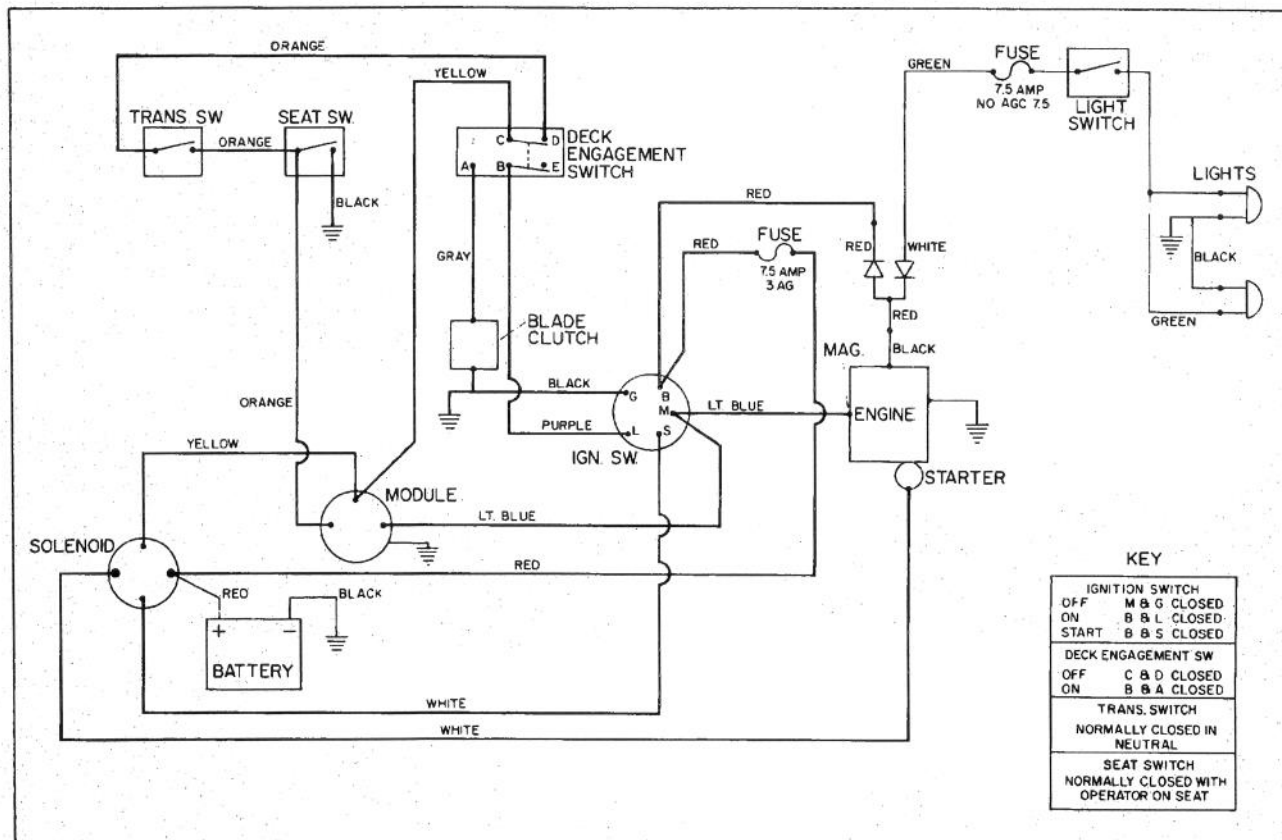 ORANGE
YELLOW
GREEN
FUSE
7.5 AMP
NO AGC 7.5
LIGHT
SWITCH
TRANS. SW
SEAT SW.
ORANGE
BLACK
C
D
A
B
E
DECK
ENGAGEMENT
SWITCH
LIGHTS
BLACK
GREEN
RED
RED
WHITE
RED
FUSE
7.5 AMP
3 AG
RED
BLACK
GRAY
BLADE
CLUTCH
MAG.
ENGINE
STARTER
BLACK
G
B
M
L
S
LT. BLUE
PURPLE
IGN. SW.
ORANGE
YELLOW
MODULE
LT. BLUE
SOLENOID
RED
RED
BLACK
+
−
BATTERY
WHITE
WHITE
KEY
IGNITION SWITCH
OFF M & G CLOSED
ON B & L CLOSED
START B & S CLOSED
DECK ENGAGEMENT SW
OFF C & D CLOSED
ON B & A CLOSED
TRANS. SWITCH
NORMALLY CLOSED IN
NEUTRAL
SEAT SWITCH
NORMALLY CLOSED WITH
OPERATOR ON SEAT